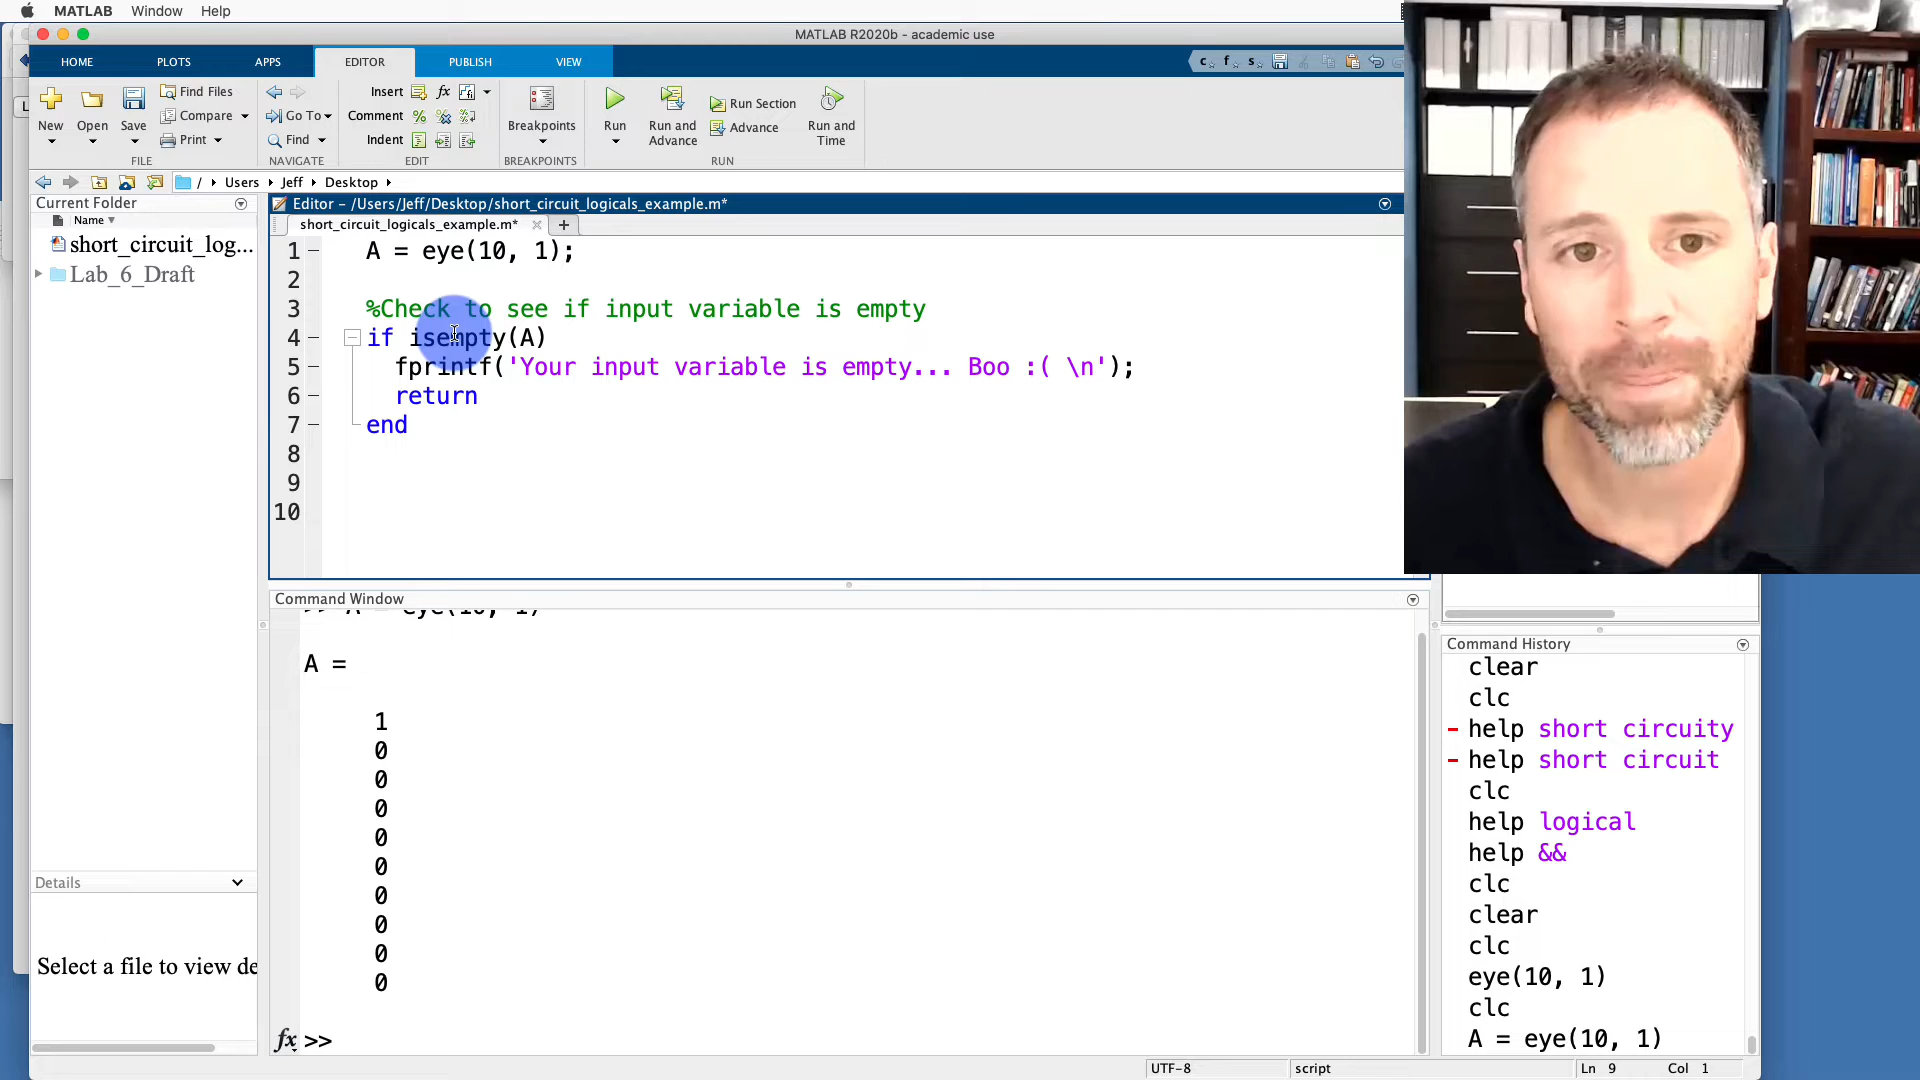 MATLAB Window Help
MATLAB R2020b - academic use
HOME PLOTS APPS EDITOR PUBLISH VIEW
New Open Save Find Files Compare Print
FILE
Go To Find
NAVIGATE
Insert fx
Comment % %
Indent
EDIT
Breakpoints
BREAKPOINTS
Run Run and Advance Run Section Advance Run and Time
RUN
/ Users Jeff Desktop
Current Folder
Name
short_circuit_log...
Lab_6_Draft
Details
Select a file to view de
Editor - /Users/Jeff/Desktop/short_circuit_logicals_example.m*
short_circuit_logicals_example.m*
1 A = eye(10, 1);
2
3 %Check to see if input variable is empty
4 if isempty(A)
5 fprintf('Your input variable is empty... Boo :( \n');
6 return
7 end
8
9
10
Command Window
>> A = eye(10, 1)
A =
1
0
0
0
0
0
0
0
0
0
fx >>
Command History
clear
clc
help short circuity
help short circuit
clc
help logical
help &&
clc
clear
clc
eye(10, 1)
clc
A = eye(10, 1)
UTF-8 script Ln 9 Col 1